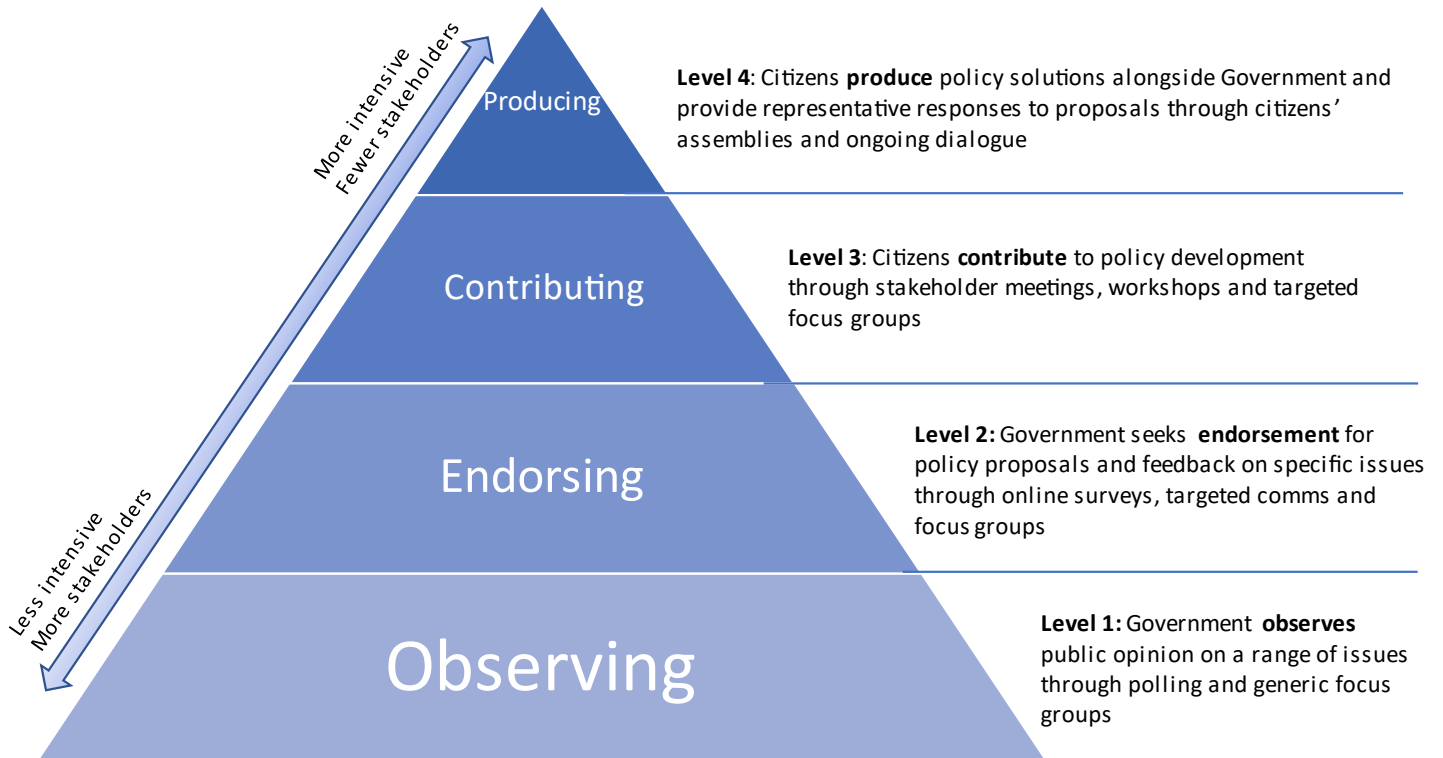 More intensive
Fewer stakeholders
Producing
Level 4: Citizens produce policy solutions alongside Government and
provide representative responses to proposals through citizens’
assemblies and ongoing dialogue
Contributing
Level 3: Citizens contribute to policy development
through stakeholder meetings, workshops and targeted
focus groups
Endorsing
Level 2: Government seeks endorsement for
policy proposals and feedback on specific issues
through online surveys, targeted comms and
focus groups
Less intensive
More stakeholders
Observing
Level 1: Government observes
public opinion on a range of issues
through polling and generic focus
groups